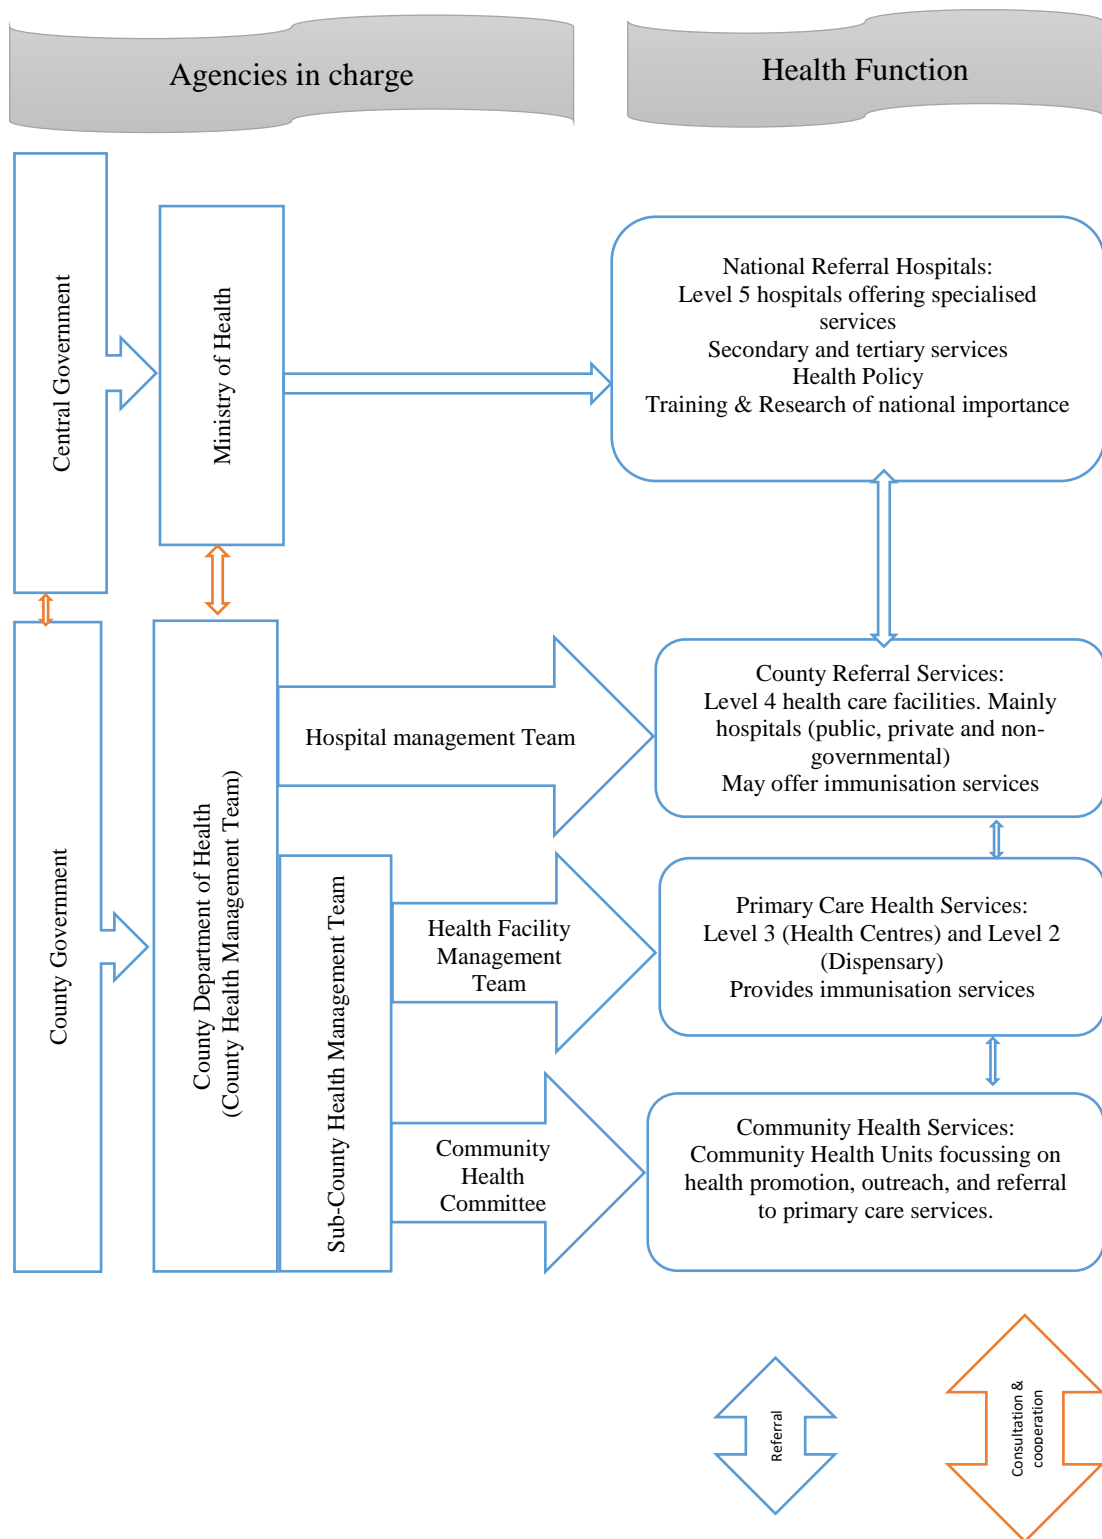 Agencies in charge
Health Function
Central Government
Ministry of Health
National Referral Hospitals:
Level 5 hospitals offering specialised
services
Secondary and tertiary services
Health Policy
Training & Research of national importance
County Government
County Department of Health
(County Health Management Team)
Hospital management Team
County Referral Services:
Level 4 health care facilities. Mainly
hospitals (public, private and non-
governmental)
May offer immunisation services
Sub-County Health Management Team
Health Facility
Management
Team
Primary Care Health Services:
Level 3 (Health Centres) and Level 2
(Dispensary)
Provides immunisation services
Community
Health
Committee
Community Health Services:
Community Health Units focussing on
health promotion, outreach, and referral
to primary care services.
Referral
Consultation &
cooperation